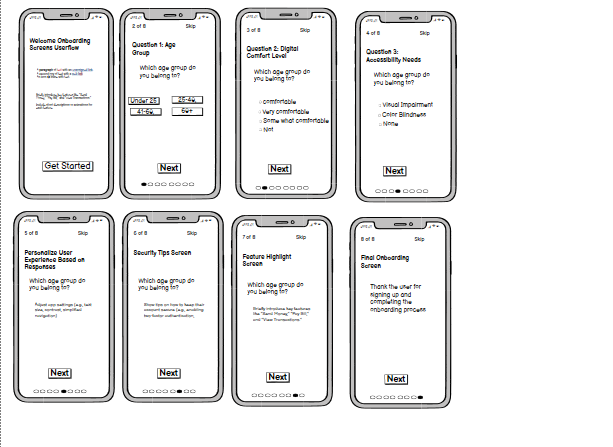 Welcome Onboarding
Screens Userflow
Get Started
2 of 8 Skip
Question 1: Age
Group
Which age group do
you belong to?
Under 25 25-40
41-60 60+
Next
3 of 8 Skip
Question 2: Digital
Comfort Level
Which age group do
you belong to?
comfortable
Very comfortable
Some what comfortable
Not
Next
4 of 8 Skip
Question 3:
Accessibility Needs
Which age group do
you belong to?
Visual Impairment
Color Blindness
None
Next
5 of 8 Skip
Personalize User
Experience Based on
Responses
Which age group do
you belong to?
Adjust app settings (e.g., text
size, contrast, simplified
navigation)
Next
6 of 8 Skip
Security Tips Screen
Which age group do
you belong to?
Show tips on how to keep their
account secure (e.g., enabling
two-factor authentication)
Next
7 of 8 Skip
Feature Highlight
Screen
Which age group do
you belong to?
Briefly introduce key features
like "Send Money," "Pay Bill,"
and "View Transactions."
Next
8 of 8 Skip
Final Onboarding
Screen
Thank the user for
signing up and
completing the
onboarding process
Next